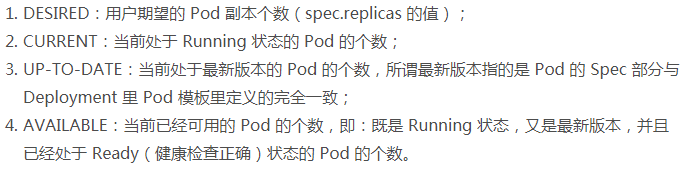 1. DESIRED：用户期望的 Pod 副本个数（spec.replicas 的值）；
2. CURRENT：当前处于 Running 状态的 Pod 的个数；
3. UP-TO-DATE：当前处于最新版本的 Pod 的个数，所谓最新版本指的是 Pod 的 Spec 部分与
Deployment 里 Pod 模板里定义的完全一致；
4. AVAILABLE：当前已经可用的 Pod 的个数，即：既是 Running 状态，又是最新版本，并且
已经处于 Ready（健康检查正确）状态的 Pod 的个数。